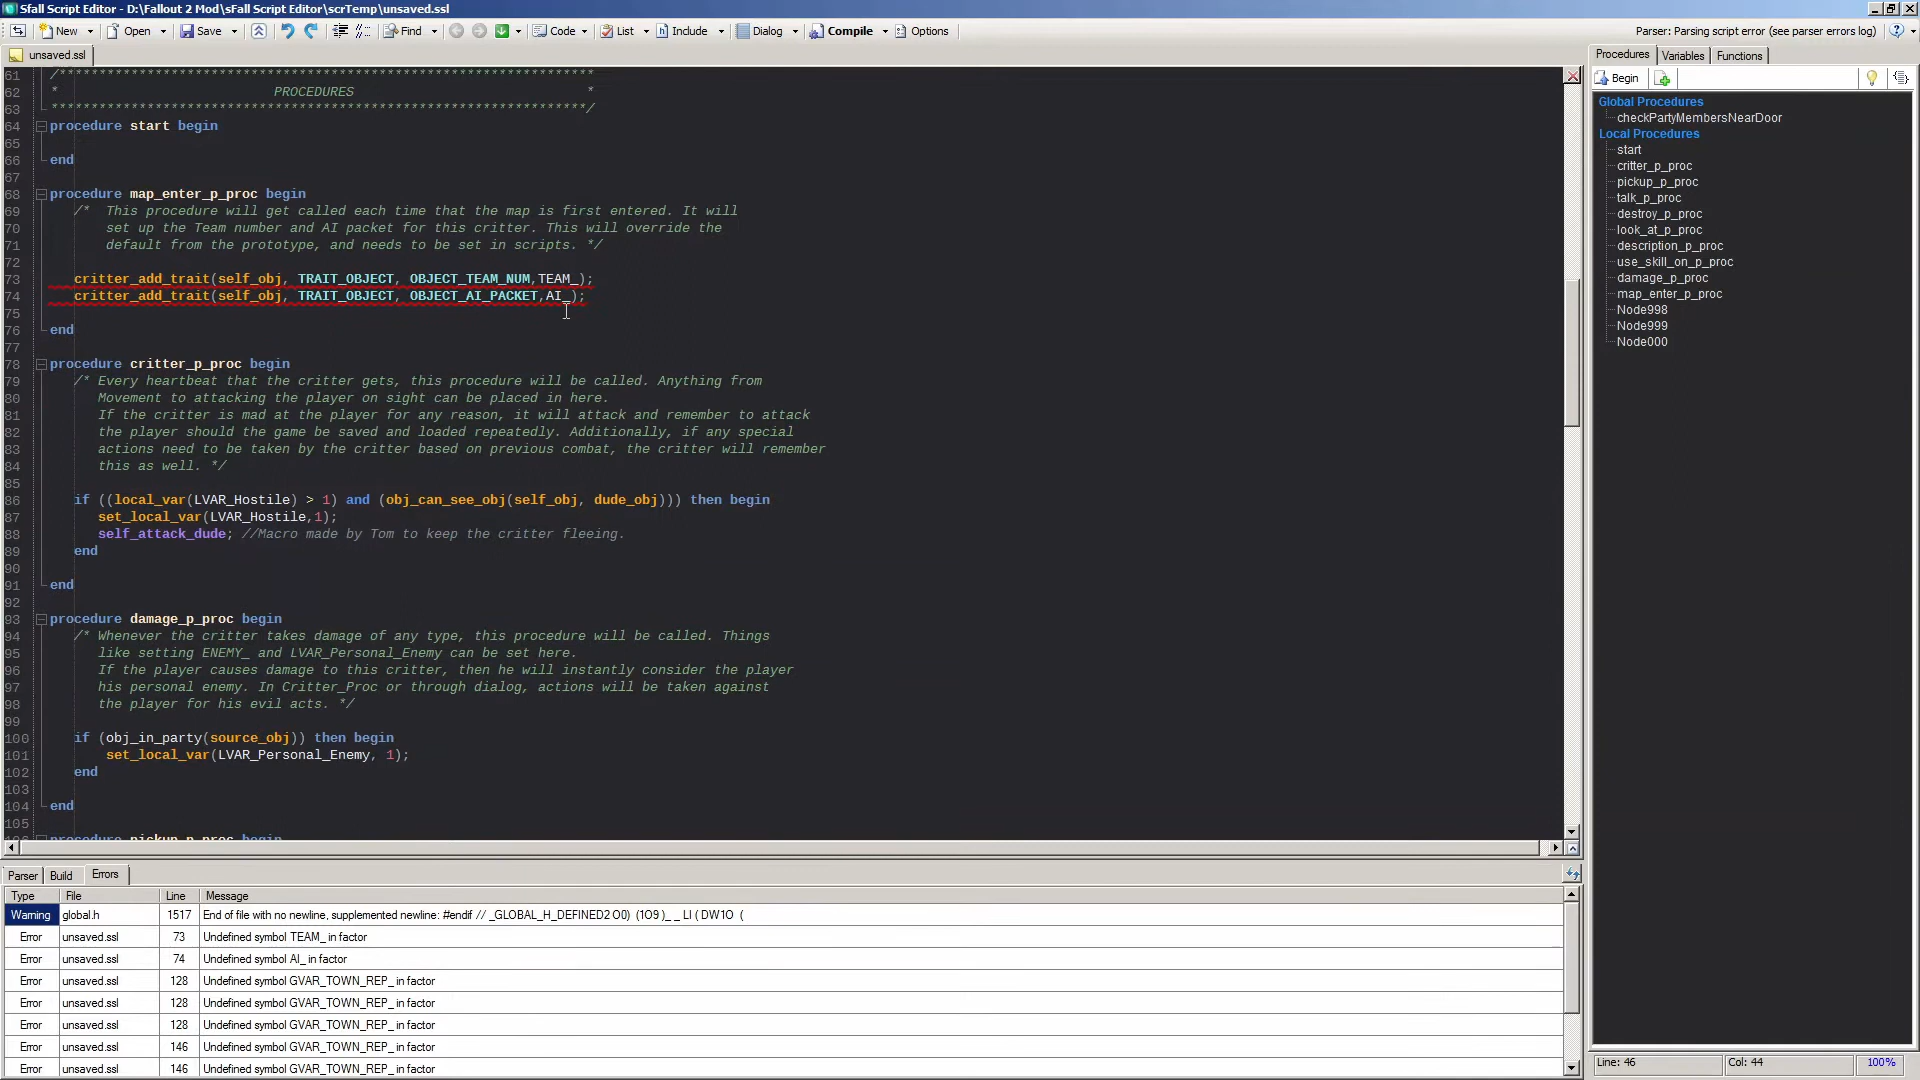 Sfall Script Editor - D:\Fallout 2 Mod\sFall Script Editor\scrTemp\unsaved.ssl
New Open Save Find Code List Include Dialog Compile Options Parser: Parsing script error (see parser errors log)
unsaved.ssl
Procedures Variables Functions
Begin
61 /*******************************************************************
62 * PROCEDURES *
63 *******************************************************************/
64 procedure start begin
65
66 end
67
68 procedure map_enter_p_proc begin
69 /* This procedure will get called each time that the map is first entered. It will
70 set up the Team number and AI packet for this critter. This will override the
71 default from the prototype, and needs to be set in scripts. */
72
73 critter_add_trait(self_obj, TRAIT_OBJECT, OBJECT_TEAM_NUM,TEAM_);
74 critter_add_trait(self_obj, TRAIT_OBJECT, OBJECT_AI_PACKET,AI_);
75
76 end
77
78 procedure critter_p_proc begin
79 /* Every heartbeat that the critter gets, this procedure will be called. Anything from
80 Movement to attacking the player on sight can be placed in here.
81 If the critter is mad at the player for any reason, it will attack and remember to attack
82 the player should the game be saved and loaded repeatedly. Additionally, if any special
83 actions need to be taken by the critter based on previous combat, the critter will remember
84 this as well. */
85
86 if ((local_var(LVAR_Hostile) > 1) and (obj_can_see_obj(self_obj, dude_obj))) then begin
87 set_local_var(LVAR_Hostile,1);
88 self_attack_dude; //Macro made by Tom to keep the critter fleeing.
89 end
90
91 end
92
93 procedure damage_p_proc begin
94 /* Whenever the critter takes damage of any type, this procedure will be called. Things
95 like setting ENEMY_ and LVAR_Personal_Enemy can be set here.
96 If the player causes damage to this critter, then he will instantly consider the player
97 his personal enemy. In Critter_Proc or through dialog, actions will be taken against
98 the player for his evil acts. */
99
100 if (obj_in_party(source_obj)) then begin
101 set_local_var(LVAR_Personal_Enemy, 1);
102 end
103
104 end
105
106 procedure pickup_p_proc begin
Global Procedures
checkPartyMembersNearDoor
Local Procedures
start
critter_p_proc
pickup_p_proc
talk_p_proc
destroy_p_proc
look_at_p_proc
description_p_proc
use_skill_on_p_proc
damage_p_proc
map_enter_p_proc
Node998
Node999
Node000
Parser Build Errors
Type File Line Message
Warning global.h 1517 End of file with no newline, supplemented newline: #endif // _GLOBAL_H_DEFINED2 O0) (1O9 )_ _ LI ( DW1O (
Error unsaved.ssl 73 Undefined symbol TEAM_ in factor
Error unsaved.ssl 74 Undefined symbol AI_ in factor
Error unsaved.ssl 128 Undefined symbol GVAR_TOWN_REP_ in factor
Error unsaved.ssl 128 Undefined symbol GVAR_TOWN_REP_ in factor
Error unsaved.ssl 128 Undefined symbol GVAR_TOWN_REP_ in factor
Error unsaved.ssl 146 Undefined symbol GVAR_TOWN_REP_ in factor
Error unsaved.ssl 146 Undefined symbol GVAR_TOWN_REP_ in factor
Line: 46 Col: 44 100%